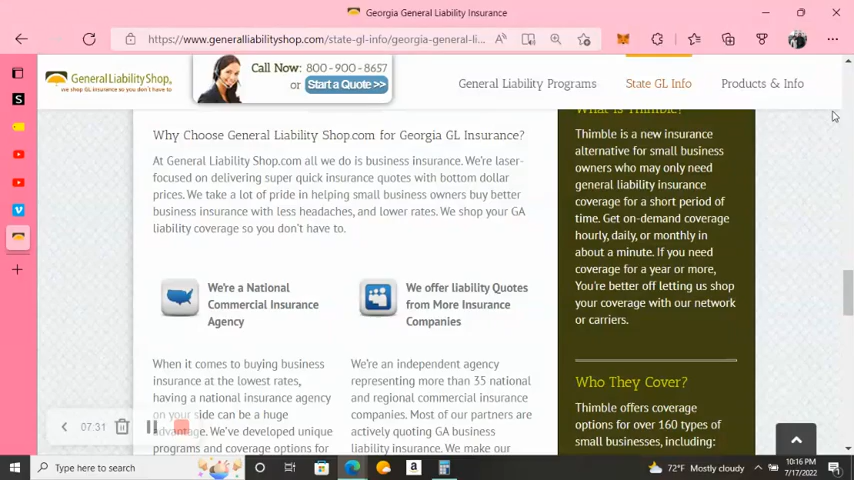 Georgia General Liability Insurance
https://www.generalliabilityshop.com/state-gl-info/georgia-general-li...
GeneralLiabilityShop.
we shop GL insurance so you don't have to.
Call Now: 800-900-8657
or Start a Quote >>
General Liability Programs
State GL Info
Products & Info
Why Choose General Liability Shop.com for Georgia GL Insurance?
At General Liability Shop.com all we do is business insurance. We're laser-
focused on delivering super quick insurance quotes with bottom dollar
prices. We take a lot of pride in helping small business owners buy better
business insurance with less headaches, and lower rates. We shop your GA
liability coverage so you don't have to.
We're a National
Commercial Insurance
Agency
When it comes to buying business
insurance at the lowest rates,
having a national insurance agency
on your side can be a huge
advantage. We've developed unique
programs and coverage options for
We offer liability Quotes
from More Insurance
Companies
We're an independent agency
representing more than 35 national
and regional commercial insurance
companies. Most of our partners are
actively quoting GA business
liability insurance. We make our
What is Thimble?
Thimble is a new insurance
alternative for small business
owners who may only need
general liability insurance
coverage for a short period of
time. Get on-demand coverage
hourly, daily, or monthly in
about a minute. If you need
coverage for a year or more,
You're better off letting us shop
your coverage with our network
or carriers.
Who They Cover?
Thimble offers coverage
options for over 160 types of
small businesses, including:
07:31
Type here to search
72°F Mostly cloudy
10:16 PM
7/17/2022